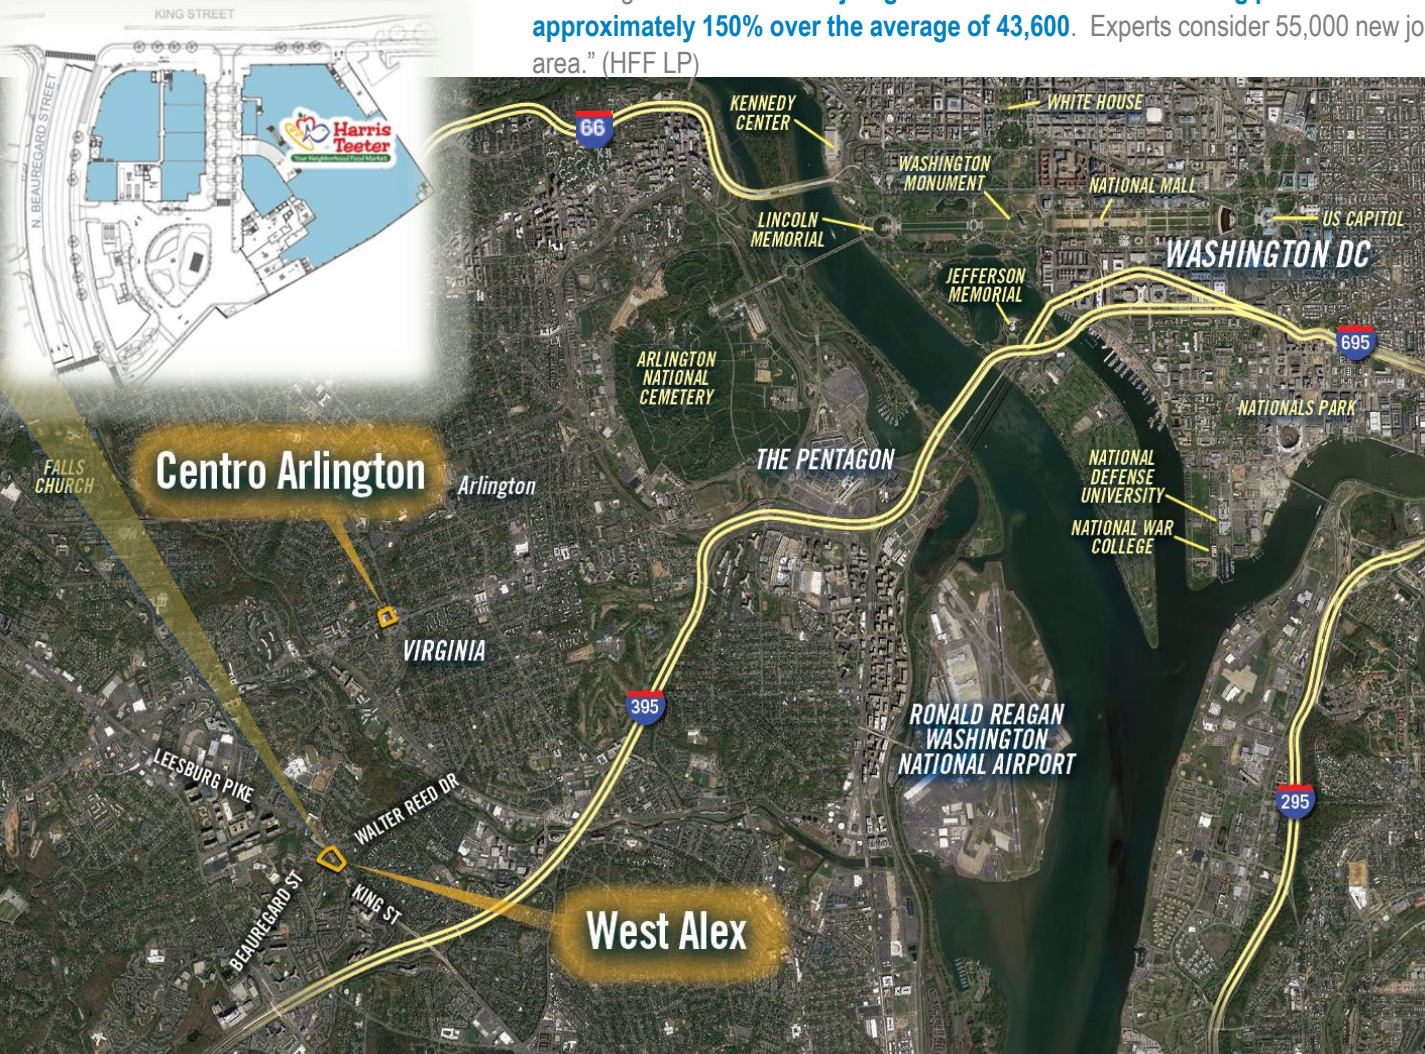 approximately 150% over the average of 43,600. Experts consider 55,000 new jo
area.” (HFF LP)
KING STREET
N. BEAUREGARD STREET
Harris
Teeter
Your Neighborhood Food Market
66
KENNEDY
CENTER
WHITE HOUSE
WASHINGTON
MONUMENT
NATIONAL MALL
LINCOLN
MEMORIAL
US CAPITOL
WASHINGTON DC
JEFFERSON
MEMORIAL
695
ARLINGTON
NATIONAL
CEMETERY
NATIONALS PARK
FALLS
CHURCH
Centro Arlington
Arlington
THE PENTAGON
NATIONAL
DEFENSE
UNIVERSITY
NATIONAL WAR
COLLEGE
VIRGINIA
395
RONALD REAGAN
WASHINGTON
NATIONAL AIRPORT
LEESBURG PIKE
WALTER REED DR
295
BEAUREGARD ST
KING ST
West Alex